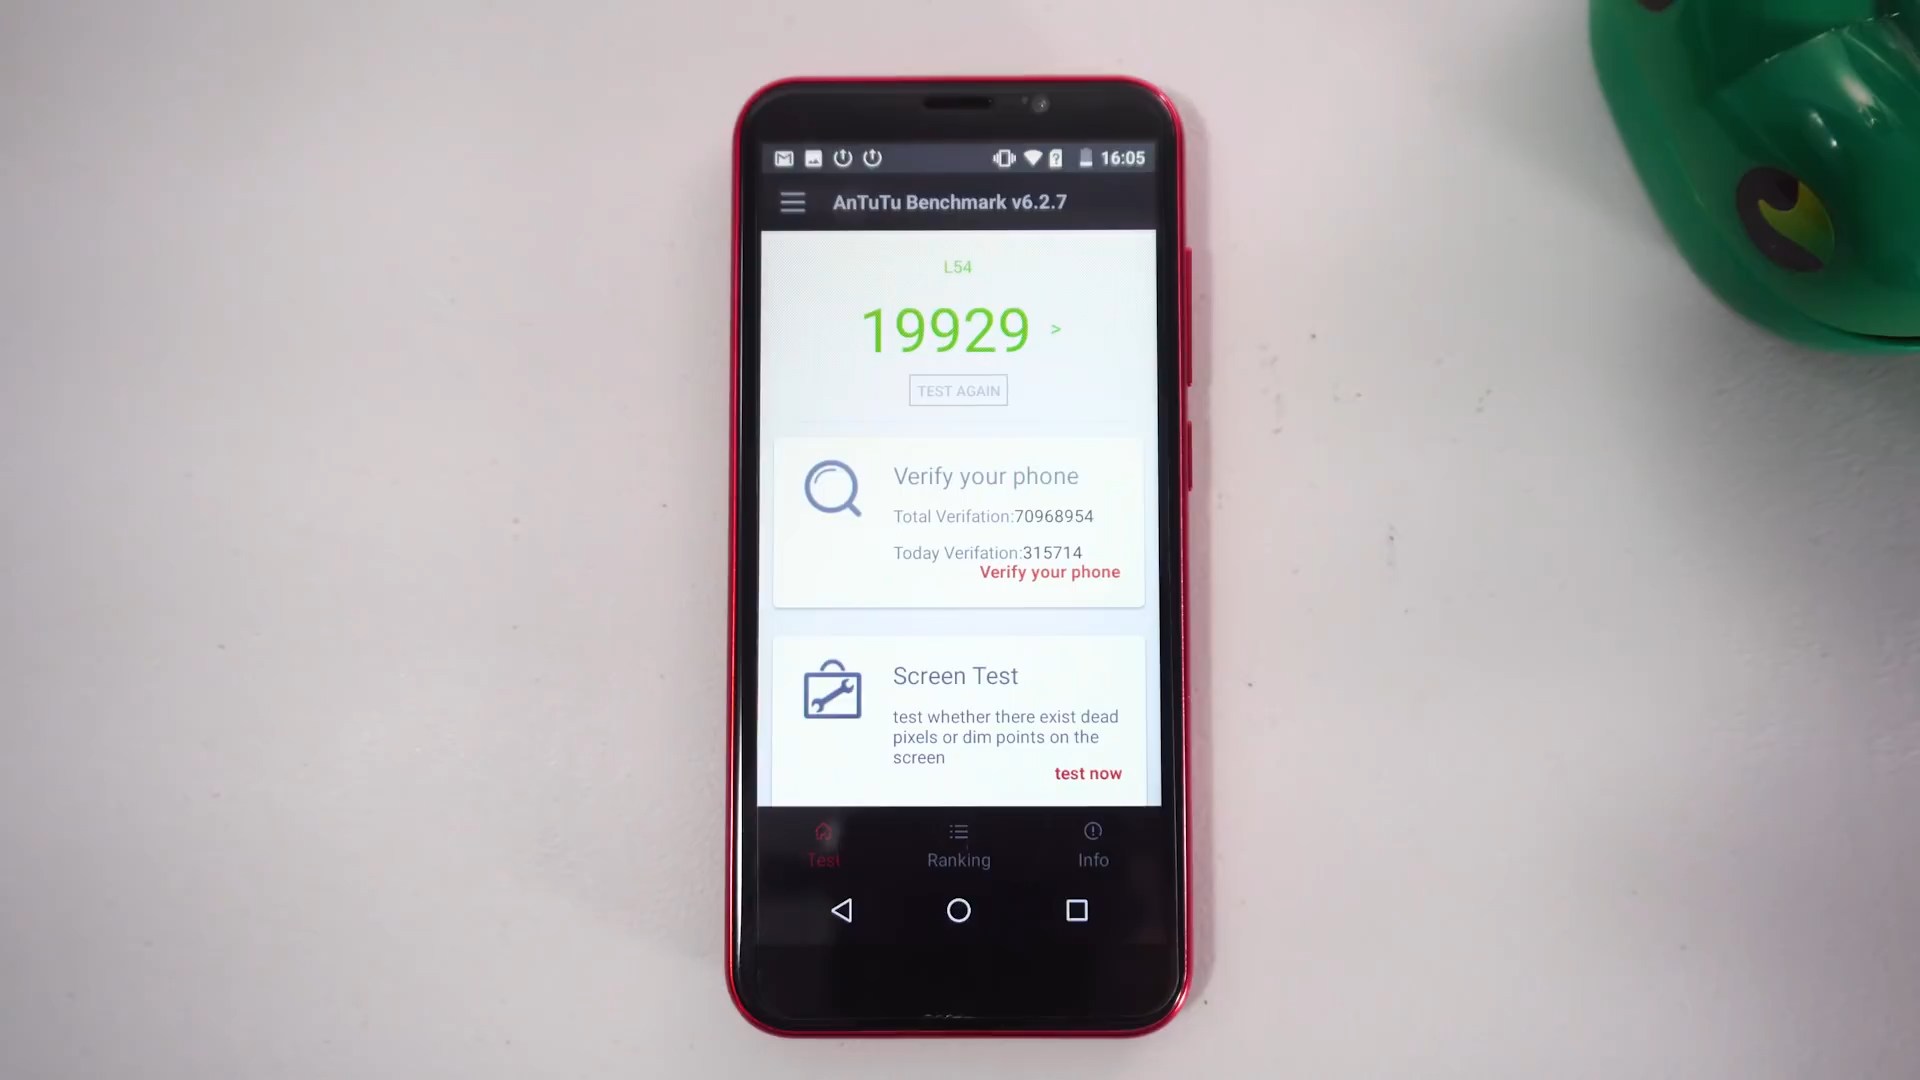 16:05
AnTuTu Benchmark v6.2.7
L54
19929 >
TEST AGAIN
Verify your phone
Total Verifation:70968954
Today Verifation:315714
Verify your phone
Screen Test
test whether there exist dead
pixels or dim points on the
screen
test now
Test
Ranking
Info